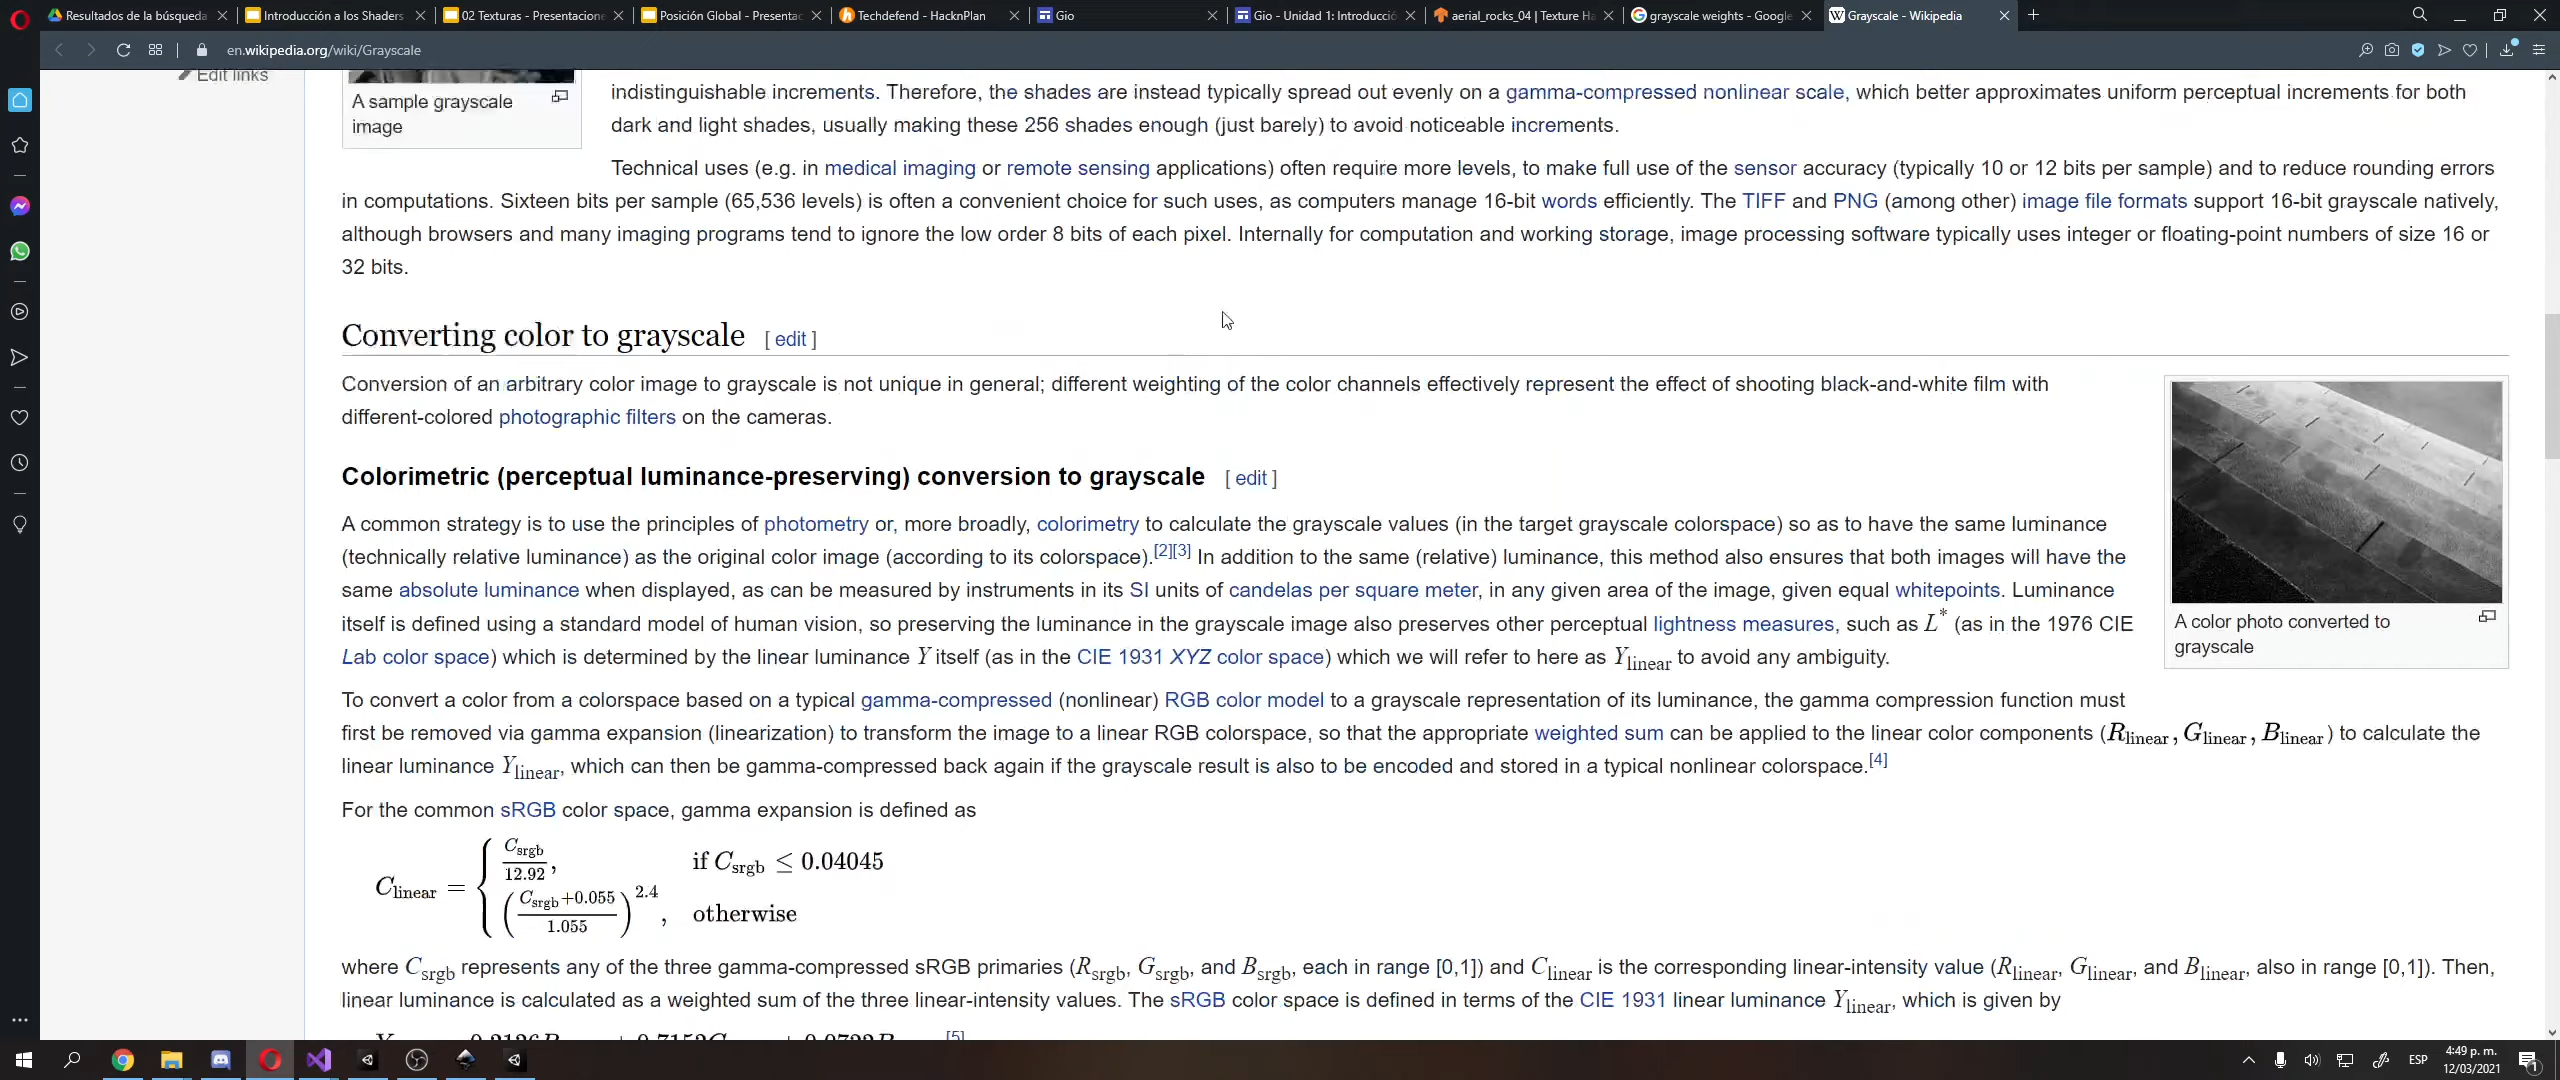 Resultados de la búsqueda
Introducción a los Shaders
02 Texturas - Presentacione
Posición Global - Presentac
Techdefend - HacknPlan
Gio
Gio - Unidad 1: Introducció
aerial_rocks_04 | Texture Ha
grayscale weights - Google
Grayscale - Wikipedia
en.wikipedia.org/wiki/Grayscale
Edit links
A sample grayscale
image
indistinguishable increments. Therefore, the shades are instead typically spread out evenly on a gamma-compressed nonlinear scale, which better approximates uniform perceptual increments for both
dark and light shades, usually making these 256 shades enough (just barely) to avoid noticeable increments.
Technical uses (e.g. in medical imaging or remote sensing applications) often require more levels, to make full use of the sensor accuracy (typically 10 or 12 bits per sample) and to reduce rounding errors
in computations. Sixteen bits per sample (65,536 levels) is often a convenient choice for such uses, as computers manage 16-bit words efficiently. The TIFF and PNG (among other) image file formats support 16-bit grayscale natively,
although browsers and many imaging programs tend to ignore the low order 8 bits of each pixel. Internally for computation and working storage, image processing software typically uses integer or floating-point numbers of size 16 or
32 bits.
Converting color to grayscale [ edit ]
Conversion of an arbitrary color image to grayscale is not unique in general; different weighting of the color channels effectively represent the effect of shooting black-and-white film with
different-colored photographic filters on the cameras.
Colorimetric (perceptual luminance-preserving) conversion to grayscale [ edit ]
A common strategy is to use the principles of photometry or, more broadly, colorimetry to calculate the grayscale values (in the target grayscale colorspace) so as to have the same luminance
(technically relative luminance) as the original color image (according to its colorspace).[2][3] In addition to the same (relative) luminance, this method also ensures that both images will have the
same absolute luminance when displayed, as can be measured by instruments in its SI units of candelas per square meter, in any given area of the image, given equal whitepoints. Luminance
itself is defined using a standard model of human vision, so preserving the luminance in the grayscale image also preserves other perceptual lightness measures, such as L* (as in the 1976 CIE
Lab color space) which is determined by the linear luminance Y itself (as in the CIE 1931 XYZ color space) which we will refer to here as Ylinear to avoid any ambiguity.
A color photo converted to
grayscale
To convert a color from a colorspace based on a typical gamma-compressed (nonlinear) RGB color model to a grayscale representation of its luminance, the gamma compression function must
first be removed via gamma expansion (linearization) to transform the image to a linear RGB colorspace, so that the appropriate weighted sum can be applied to the linear color components (Rlinear, Glinear, Blinear) to calculate the
linear luminance Ylinear, which can then be gamma-compressed back again if the grayscale result is also to be encoded and stored in a typical nonlinear colorspace.[4]
For the common sRGB color space, gamma expansion is defined as
Clinear = { Csrgb/12.92, if Csrgb ≤ 0.04045
((Csrgb+0.055)/1.055)^2.4, otherwise
where Csrgb represents any of the three gamma-compressed sRGB primaries (Rsrgb, Gsrgb, and Bsrgb, each in range [0,1]) and Clinear is the corresponding linear-intensity value (Rlinear, Glinear, and Blinear, also in range [0,1]). Then,
linear luminance is calculated as a weighted sum of the three linear-intensity values. The sRGB color space is defined in terms of the CIE 1931 linear luminance Ylinear, which is given by
[5]
ESP
4:49 p. m.
12/03/2021